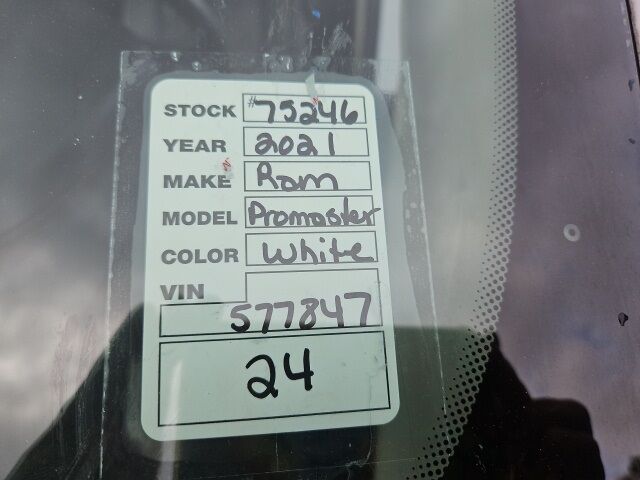 STOCK #75246
YEAR 2021
MAKE Ram
MODEL Promaster
COLOR White
VIN
577847
24